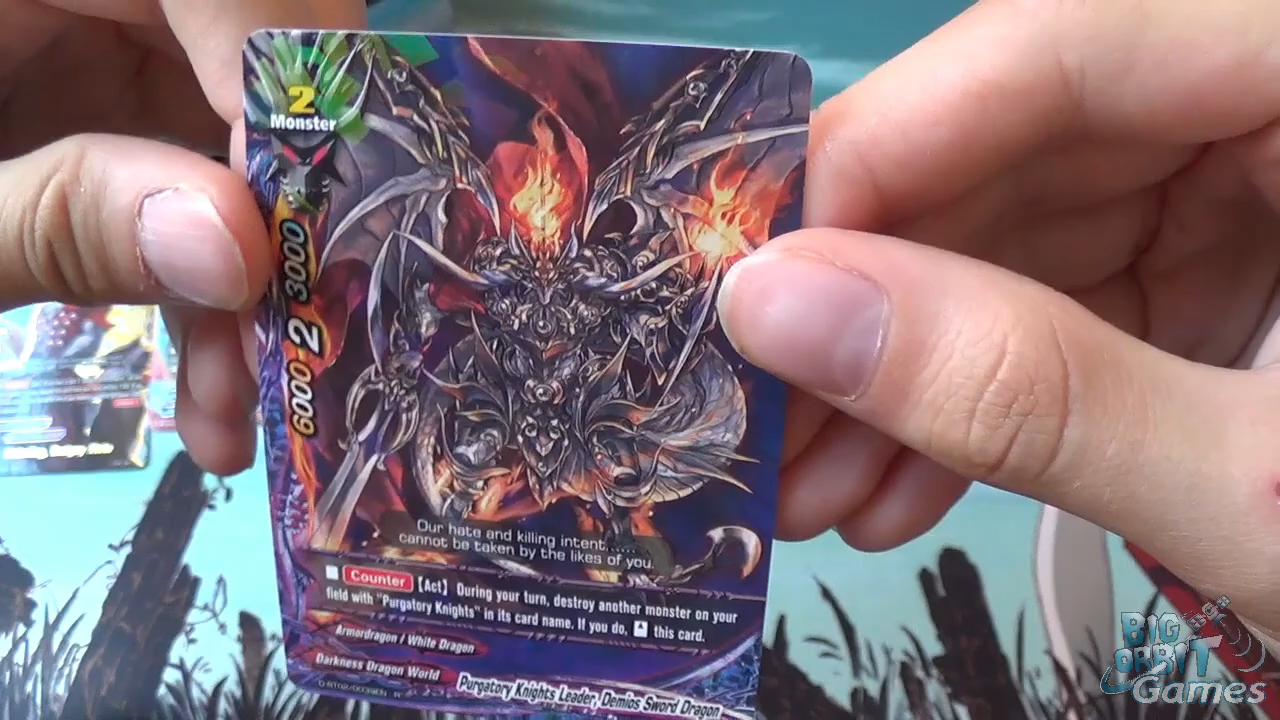 2
Monster
6000 2 3000
Our hate and killing intent......
cannot be taken by the likes of you.
Counter 【Act】 During your turn, destroy another monster on your
field with "Purgatory Knights" in its card name. If you do, this card.
Armordragon / White Dragon
Darkness Dragon World
Purgatory Knights Leader, Demios Sword Dragon
BIG
ORBIT
Games